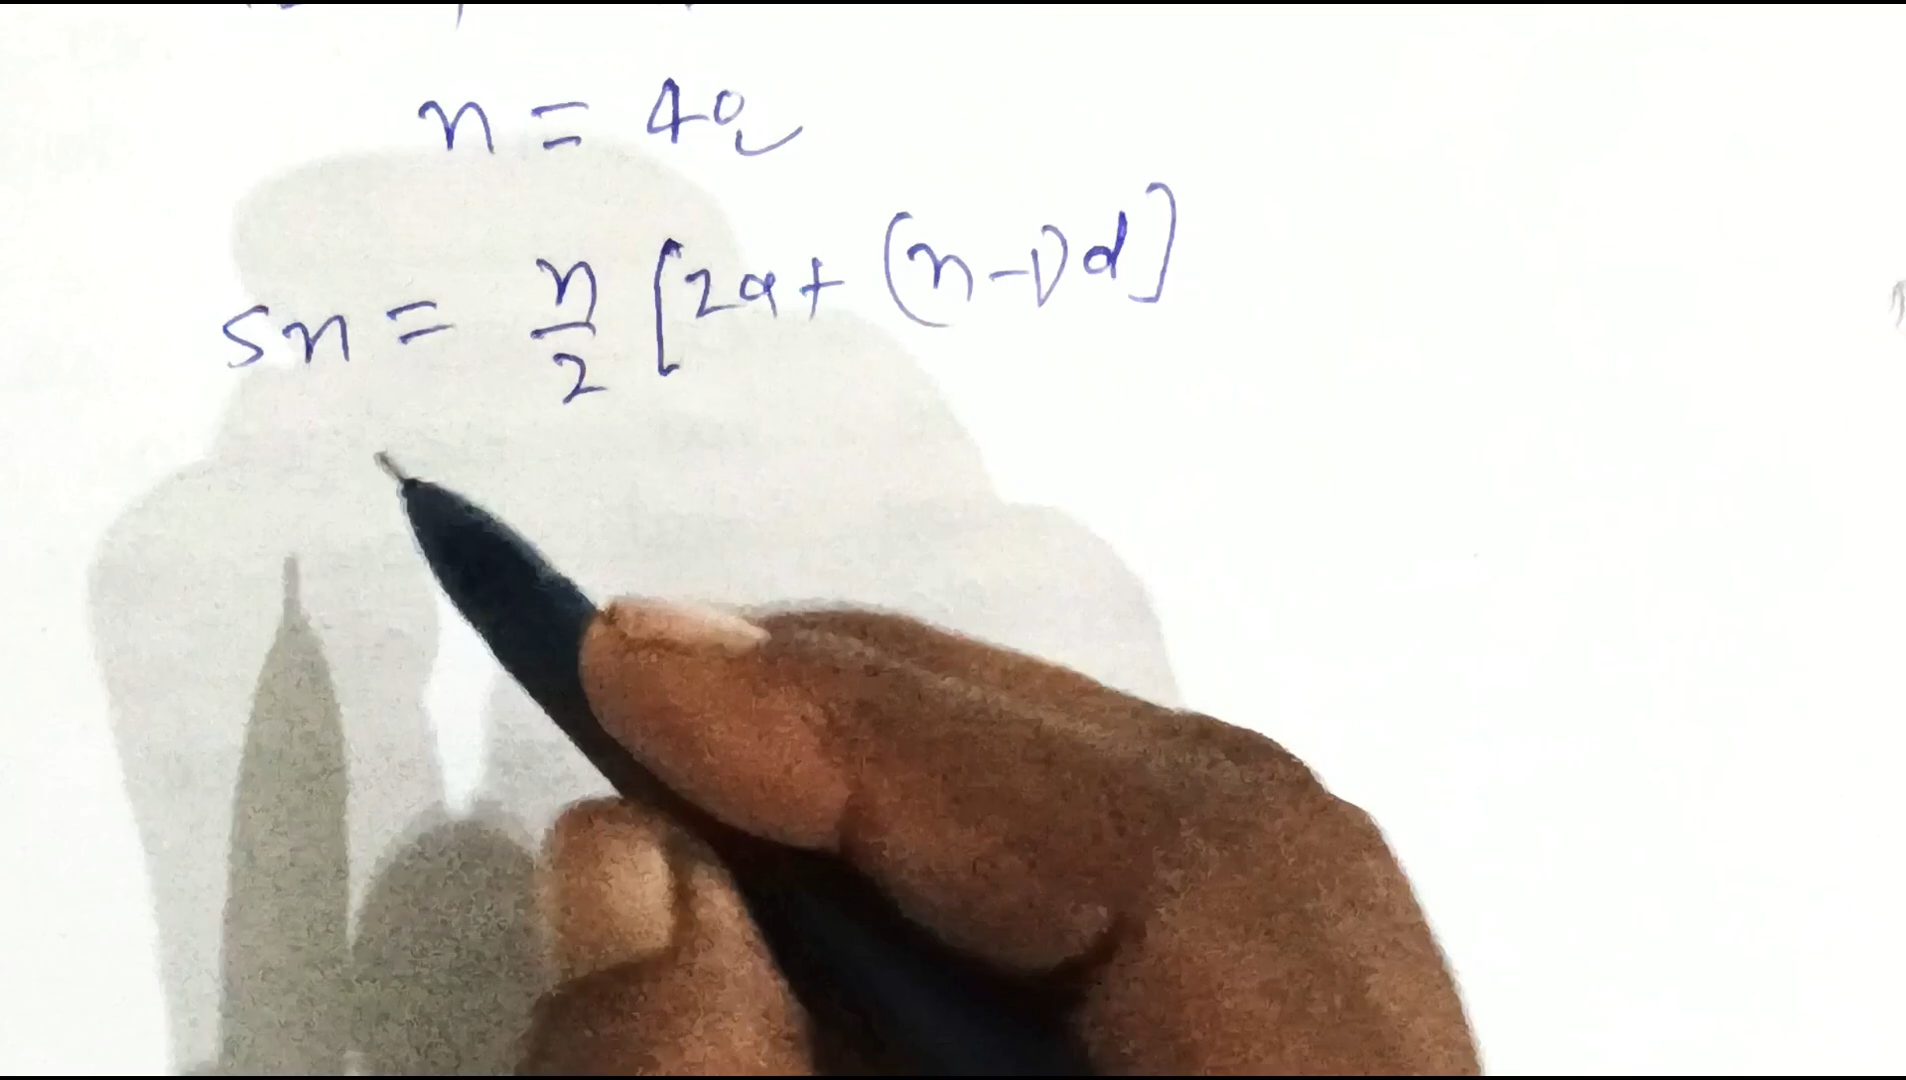 n = 40
Sn = n/2 [2a + (n-1)d]